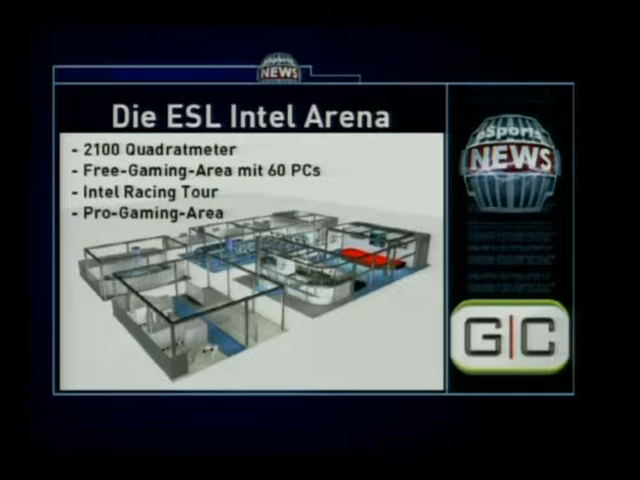 NEWS
Die ESL Intel Arena
- 2100 Quadratmeter
- Free-Gaming-Area mit 60 PCs
- Intel Racing Tour
- Pro-Gaming-Area
eSports
NEWS
G|C